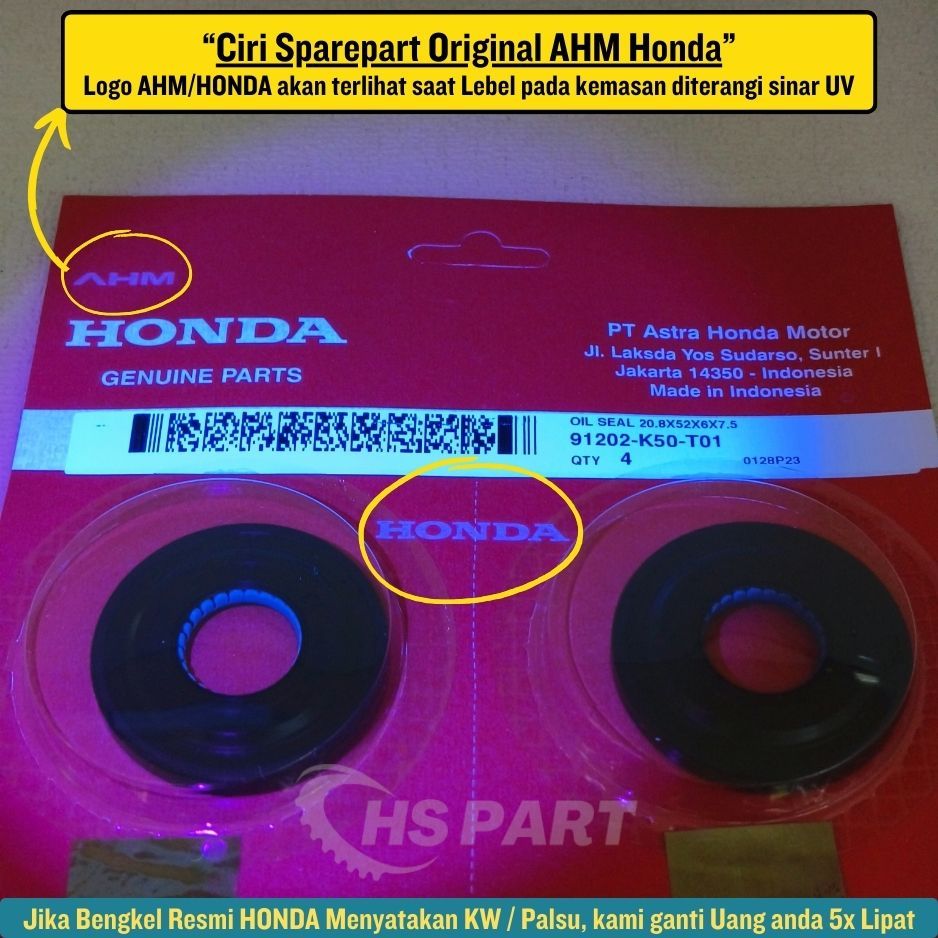 “Ciri Sparepart Original AHM Honda”
Logo AHM/HONDA akan terlihat saat Lebel pada kemasan diterangi sinar UV
AHM
HONDA
GENUINE PARTS
PT Astra Honda Motor
Jl. Laksda Yos Sudarso, Sunter I
Jakarta 14350 - Indonesia
Made in Indonesia
OIL SEAL 20.8X52X6X7.5
91202-K50-T01
QTY 4 0128P23
HONDA
HS PART
Jika Bengkel Resmi HONDA Menyatakan KW / Palsu, kami ganti Uang anda 5x Lipat